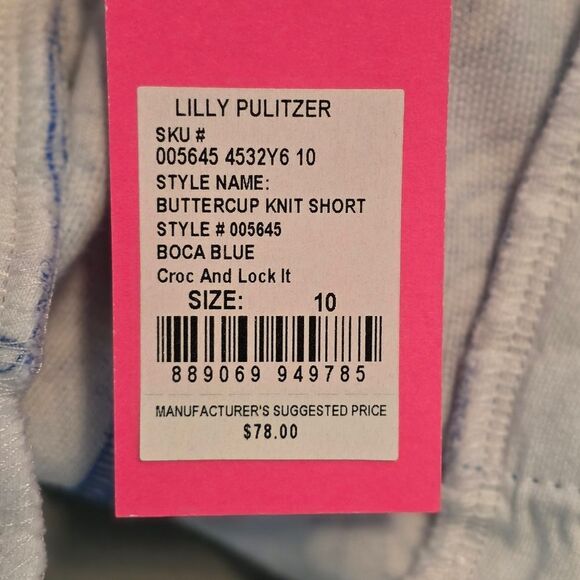 LILLY PULITZER
SKU #
005645 4532Y6 10
STYLE NAME:
BUTTERCUP KNIT SHORT
STYLE # 005645
BOCA BLUE
Croc And Lock It
SIZE: 10
889069 949785
MANUFACTURER'S SUGGESTED PRICE
$78.00